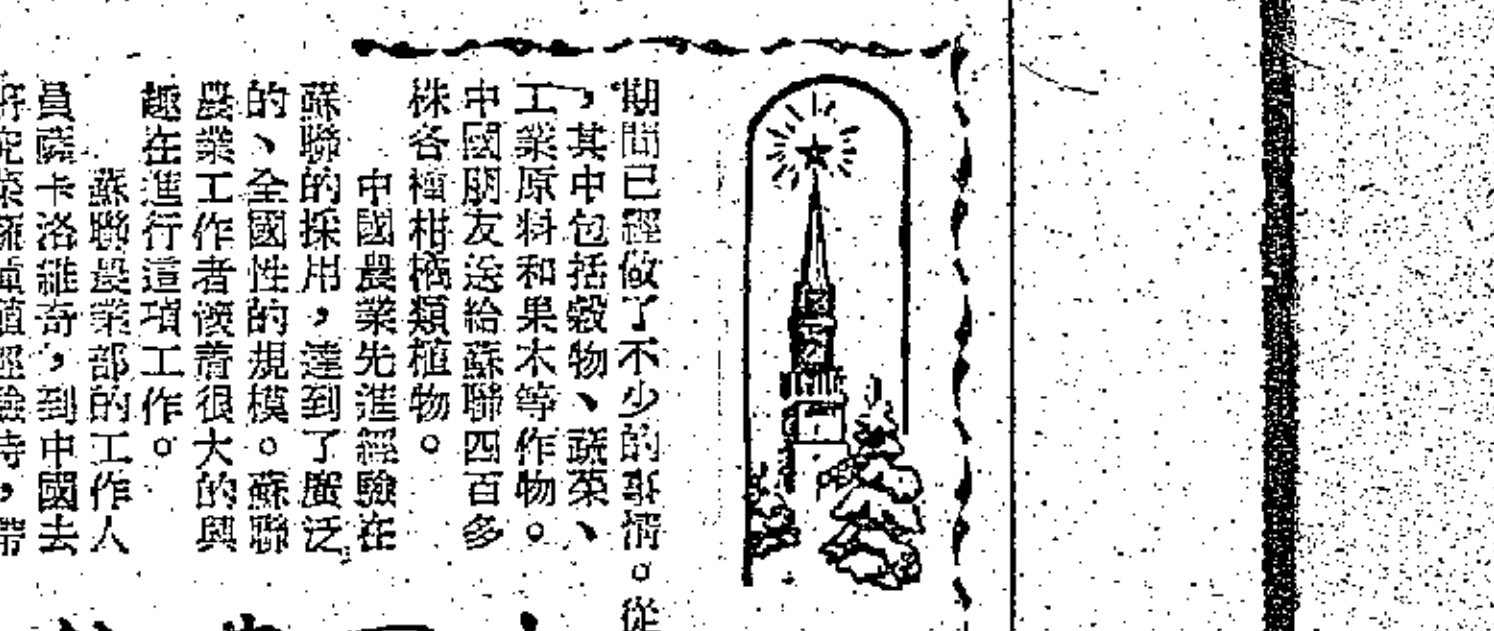 期間已經做了不少的事情。從
,其中包括穀物、蔬菜、
工業原料和果木等作物。
中國朋友送給蘇聯四百多
株各種柑橘類植物。
中國農業先進經驗在
蘇聯的採用,達到了廣泛
的、全國性的規模。蘇聯
農業工作者懷着很大的興
趣在進行這項工作。
蘇聯農業部的工作人
員薩卡洛維奇,到中國去